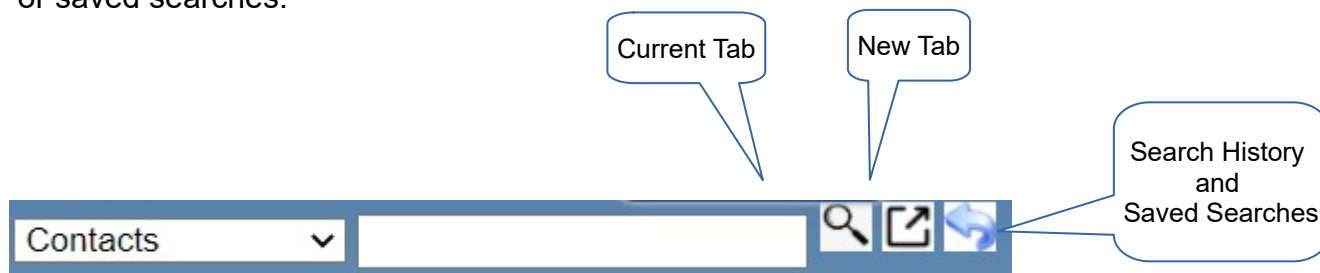 or saved searches.
Current Tab
New Tab
Search History
and
Saved Searches
Contacts